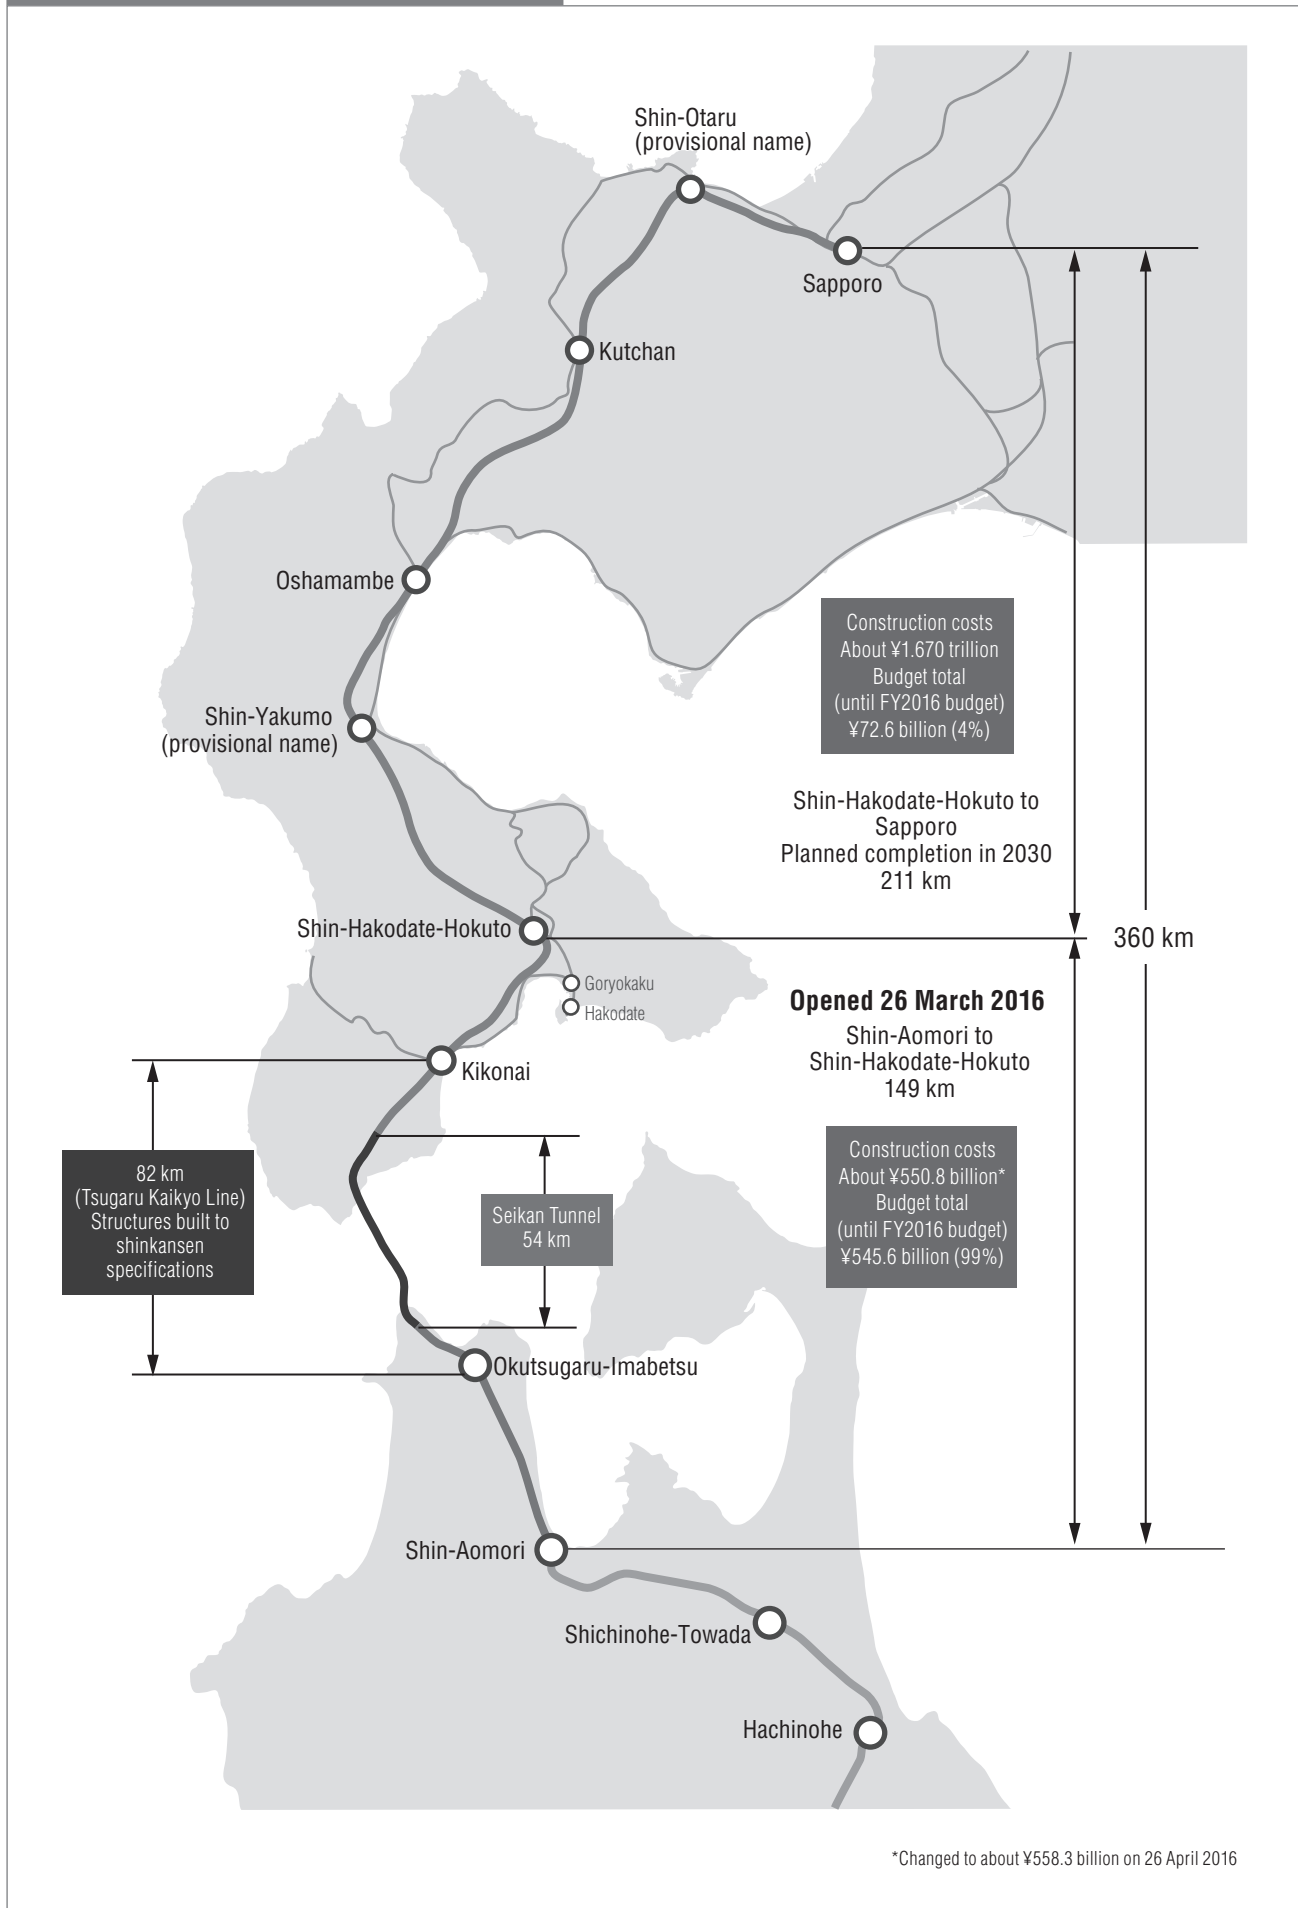 Shin-Otaru
(provisional name)
Sapporo
Kutchan
Oshamambe
Construction costs
About ¥1.670 trillion
Budget total
(until FY2016 budget)
¥72.6 billion (4%)
Shin-Yakumo
(provisional name)
Shin-Hakodate-Hokuto to
Sapporo
Planned completion in 2030
211 km
Shin-Hakodate-Hokuto
360 km
Goryokaku
Hakodate
Opened 26 March 2016
Shin-Aomori to
Shin-Hakodate-Hokuto
149 km
Kikonai
Construction costs
About ¥550.8 billion*
Budget total
(until FY2016 budget)
¥545.6 billion (99%)
82 km
(Tsugaru Kaikyo Line)
Structures built to
shinkansen
specifications
Seikan Tunnel
54 km
Okutsugaru-Imabetsu
Shin-Aomori
Shichinohe-Towada
Hachinohe
*Changed to about ¥558.3 billion on 26 April 2016